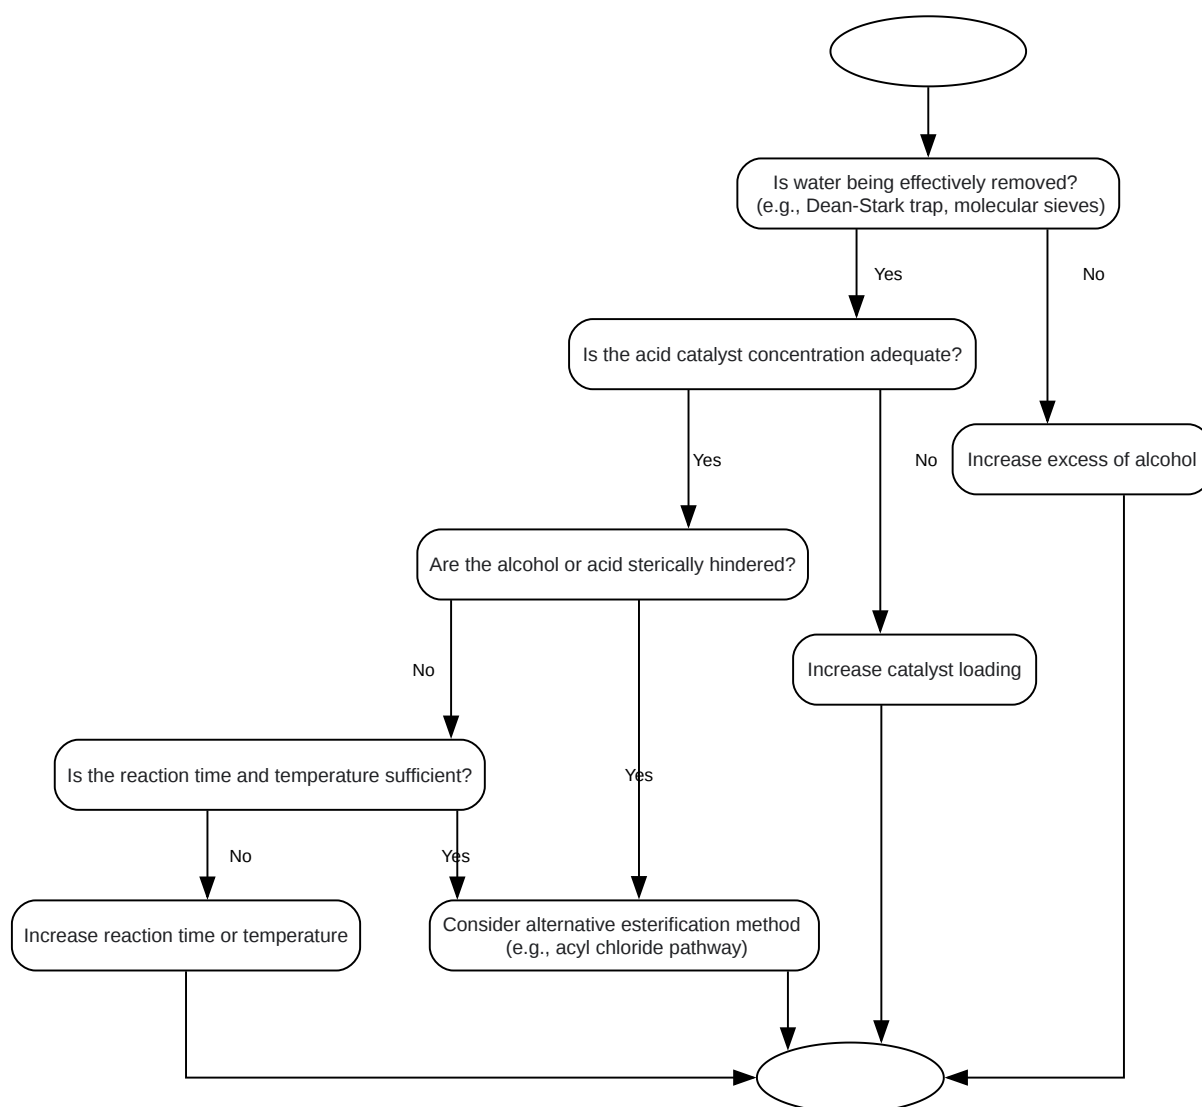 Is water being effectively removed?
(e.g., Dean-Stark trap, molecular sieves)
Yes
No
Is the acid catalyst concentration adequate?
Yes
No
Increase excess of alcohol
Are the alcohol or acid sterically hindered?
No
Increase catalyst loading
Is the reaction time and temperature sufficient?
Yes
No
Yes
Increase reaction time or temperature
Consider alternative esterification method
(e.g., acyl chloride pathway)